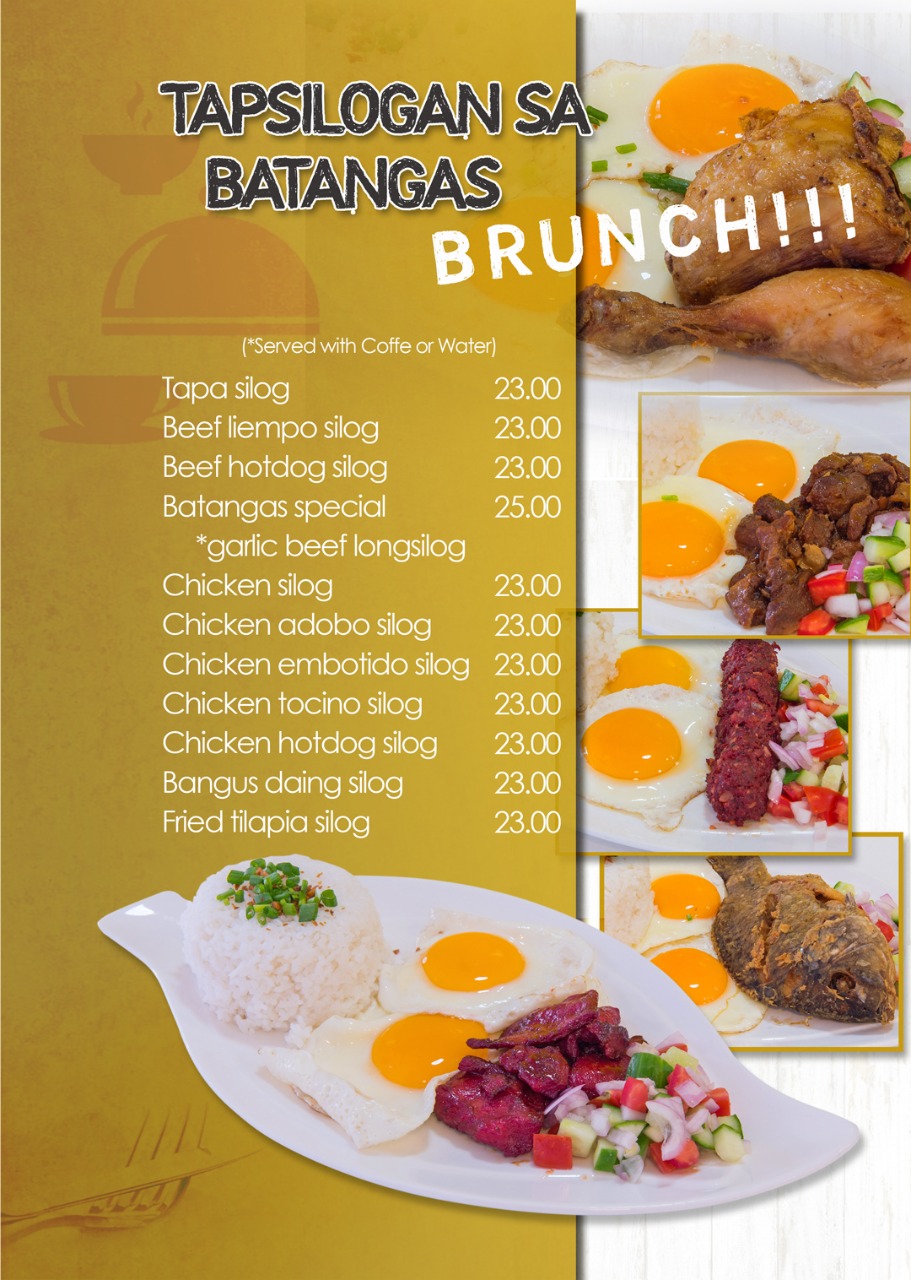 TAPSILOGAN SA
BATANGAS
BRUNCH!!!
(*Served with Coffe or Water)
Tapa silog 23.00
Beef liempo silog 23.00
Beef hotdog silog 23.00
Batangas special 25.00
*garlic beef longsilog
Chicken silog 23.00
Chicken adobo silog 23.00
Chicken embotido silog 23.00
Chicken tocino silog 23.00
Chicken hotdog silog 23.00
Bangus daing silog 23.00
Fried tilapia silog 23.00